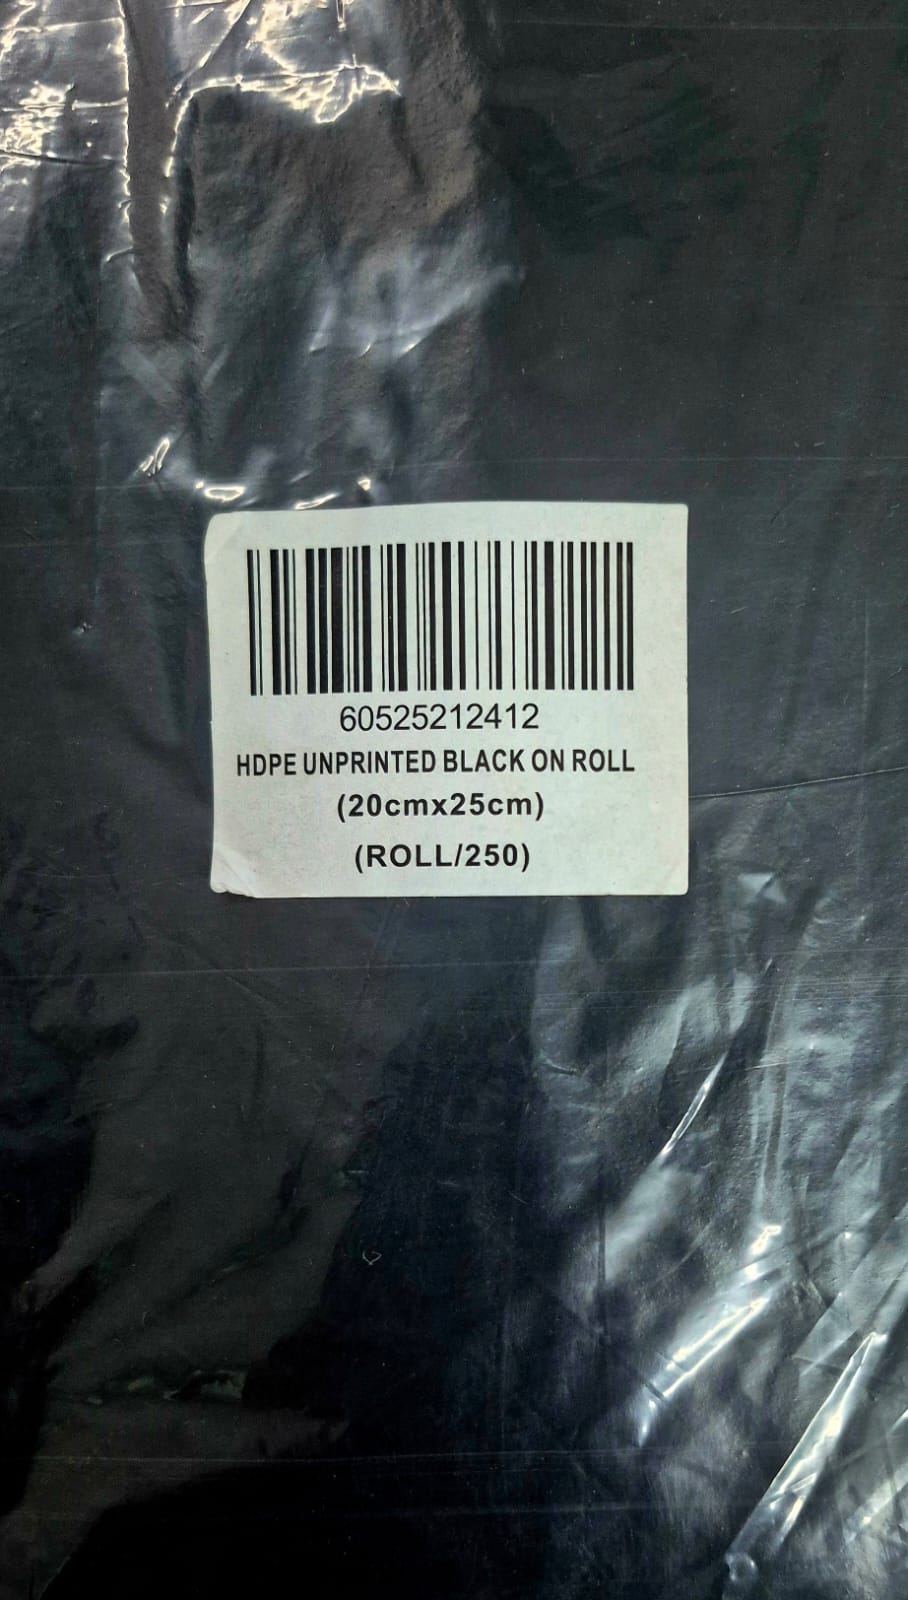 60525212412
HDPE UNPRINTED BLACK ON ROLL
(20cmx25cm)
(ROLL/250)